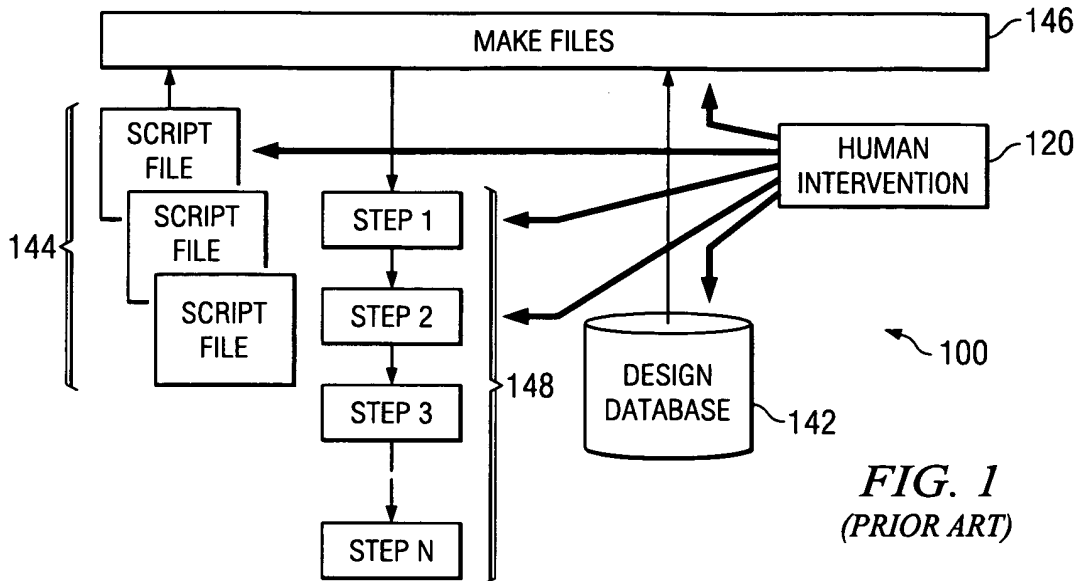 MAKE FILES
146
SCRIPT
FILE
SCRIPT
FILE
SCRIPT
FILE
144
STEP 1
STEP 2
STEP 3
STEP N
148
HUMAN
INTERVENTION
120
DESIGN
DATABASE
142
100
FIG. 1
(PRIOR ART)